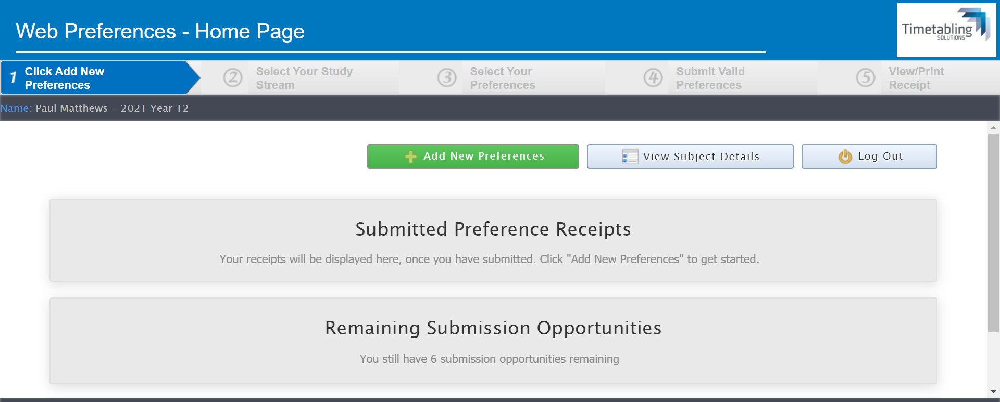 Web Preferences - Home Page
Timetabling
SOLUTIONS
1 Click Add New
Preferences
2 Select Your Study
Stream
3 Select Your
Preferences
4 Submit Valid
Preferences
5 View/Print
Receipt
Name: Paul Matthews - 2021 Year 12
Add New Preferences
View Subject Details
Log Out
Submitted Preference Receipts
Your receipts will be displayed here, once you have submitted. Click "Add New Preferences" to get started.
Remaining Submission Opportunities
You still have 6 submission opportunities remaining